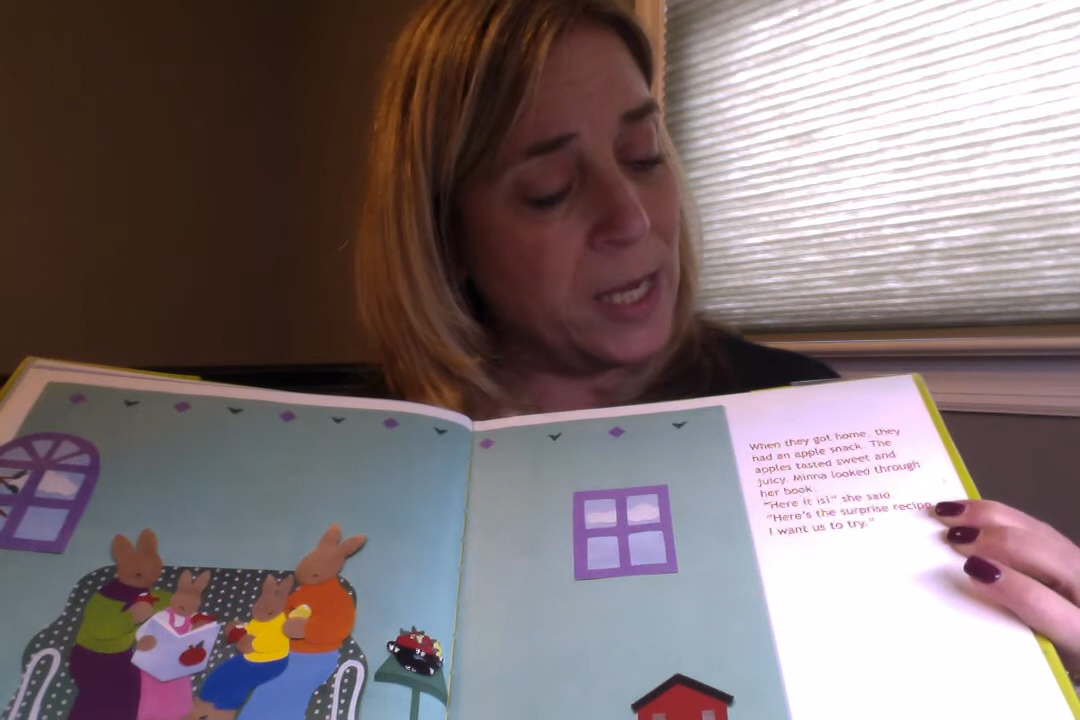 When they got home, they
had an apple snack. The
apples tasted sweet and
juicy. Minna looked through
her book.
"Here it is!" she said.
"Here's the surprise recipe
I want us to try."